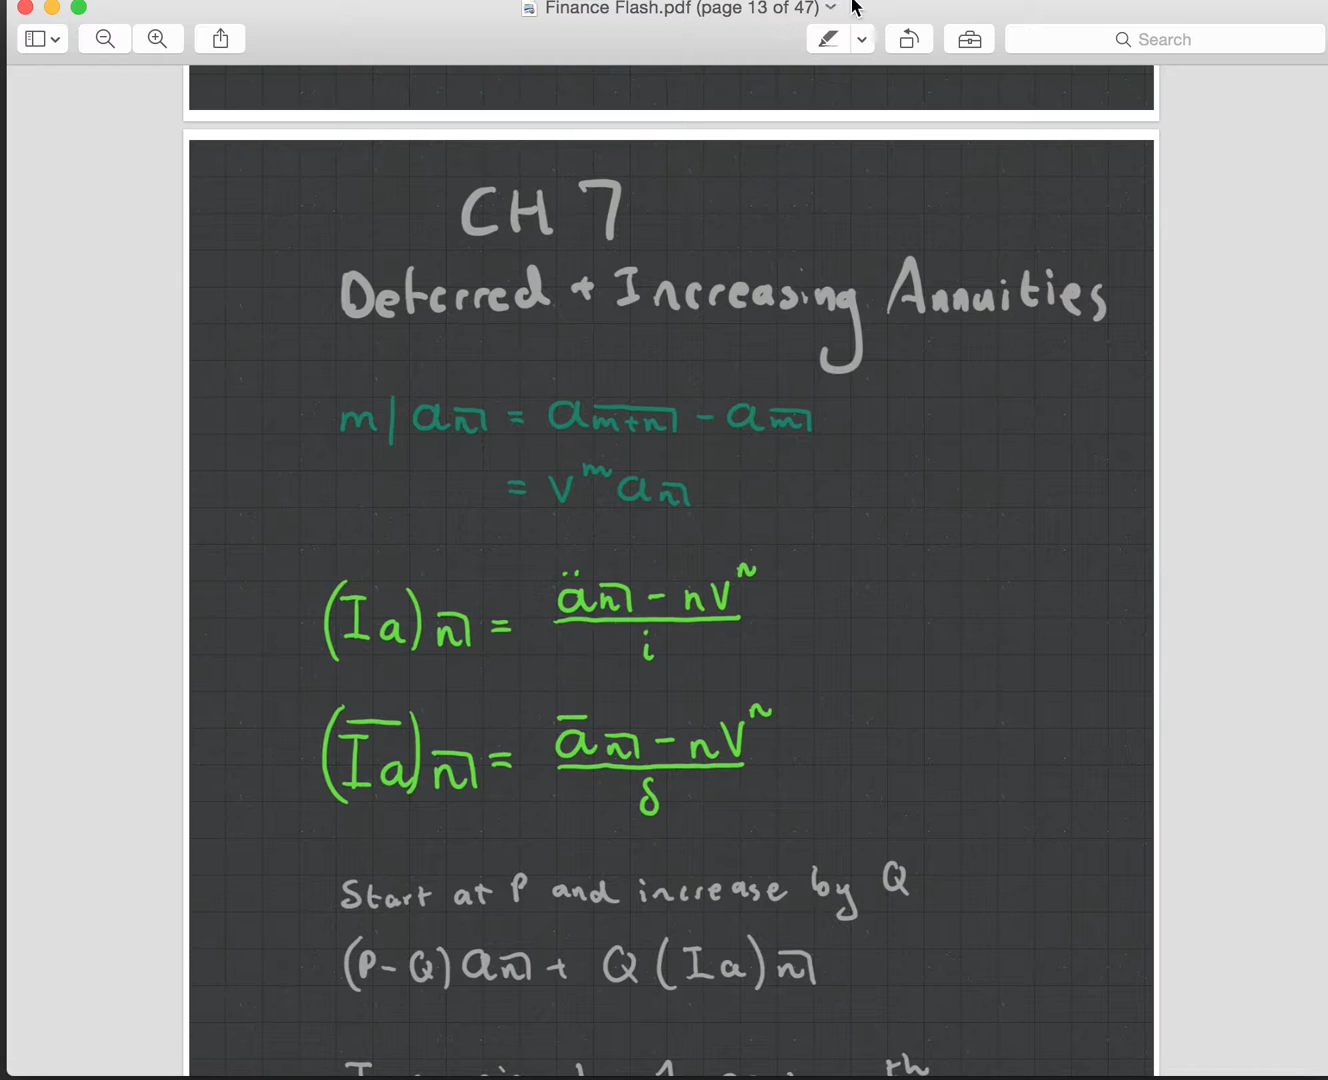 Finance Flash.pdf (page 13 of 47)
Search
CH 7
Deferred + Increasing Annuities
m | a n̅| = a m̅+̅n̅| - a m̅|
= v^m a n̅|
(Ia) n̅| = (ä n̅| - nv^n) / i
(I̅a̅) n̅| = (a̅ n̅| - nv^n) / δ
Start at P and increase by Q
(P-Q) a n̅| + Q (Ia) n̅|